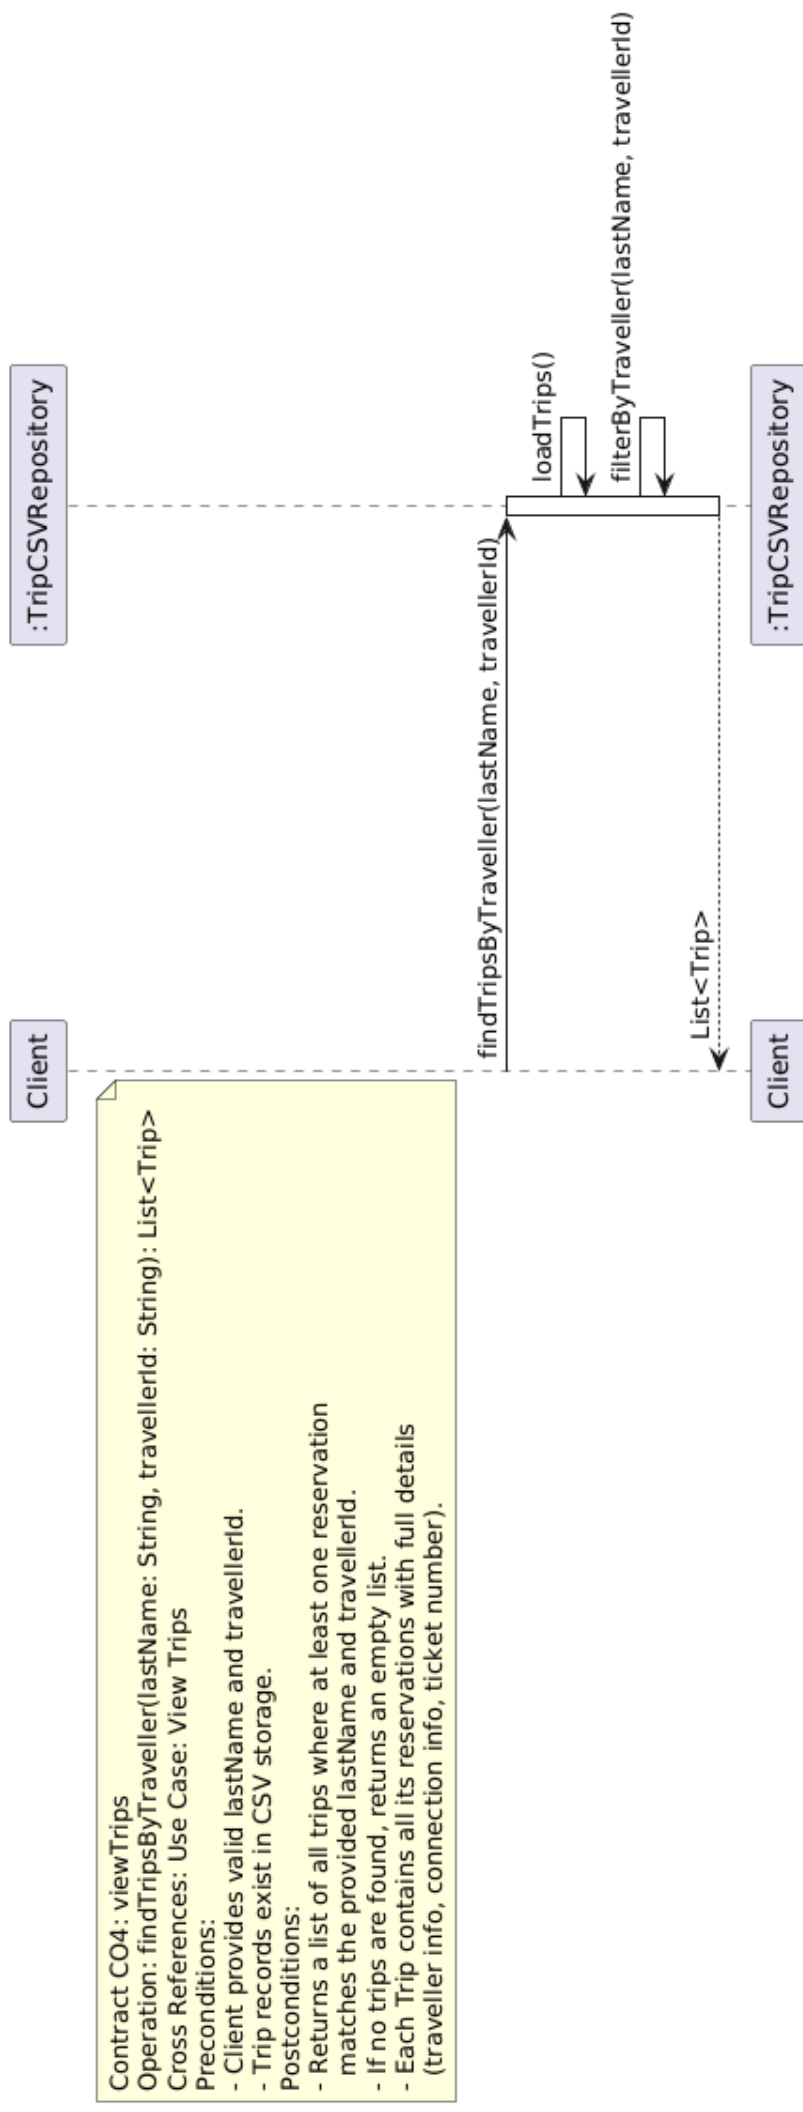 Client
:TripCSVRepository
Contract CO4: viewTrips
Operation: findTripsByTraveller(lastName: String, travellerId: String): List<Trip>
Cross References: Use Case: View Trips
Preconditions:
- Client provides valid lastName and travellerId.
- Trip records exist in CSV storage.
Postconditions:
- Returns a list of all trips where at least one reservation
matches the provided lastName and travellerId.
- If no trips are found, returns an empty list.
- Each Trip contains all its reservations with full details
(traveller info, connection info, ticket number).
findTripsByTraveller(lastName, travellerId)
loadTrips()
filterByTraveller(lastName, travellerId)
List<Trip>
Client
:TripCSVRepository